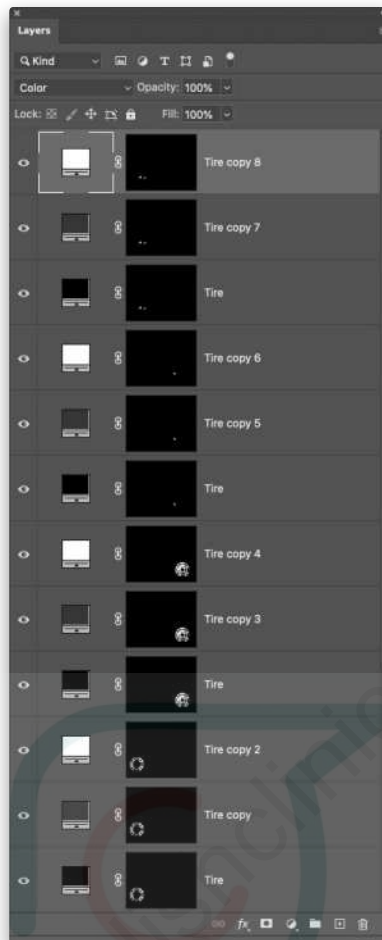 Layers
Kind
Color Opacity: 100%
Lock: Fill: 100%
Tire copy 8
Tire copy 7
Tire
Tire copy 6
Tire copy 5
Tire
Tire copy 4
Tire copy 3
Tire
Tire copy 2
Tire copy
Tire
fx